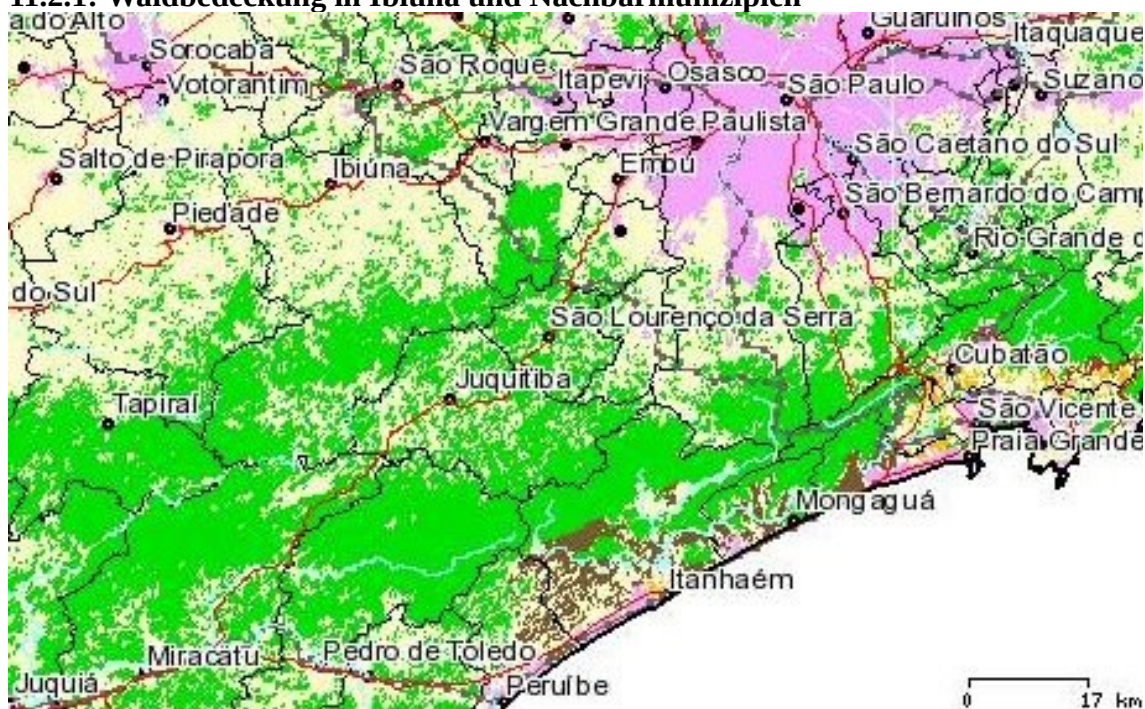 11.2.1: Waldbedeckung in Ibiúna und Nachbarmunizipien
a do Alto
Guarulhos
Itaquaque
Sorocaba
São Roque
Itapevi
Osasco
São Paulo
Suzano
Votorantim
Vargem Grande Paulista
São Caetano do Sul
Salto de Pirapora
Ibiúna
Embu
São Bernardo do Camp
Piedade
Rio Grande d
do Sul
São Lourenço da Serra
Cubatão
Juquitiba
Tapiraí
São Vicente
Praia Grande
Mongaguá
Itanhaém
Miracatu
Pedro de Toledo
Juquiá
Peruíbe
0 17 km